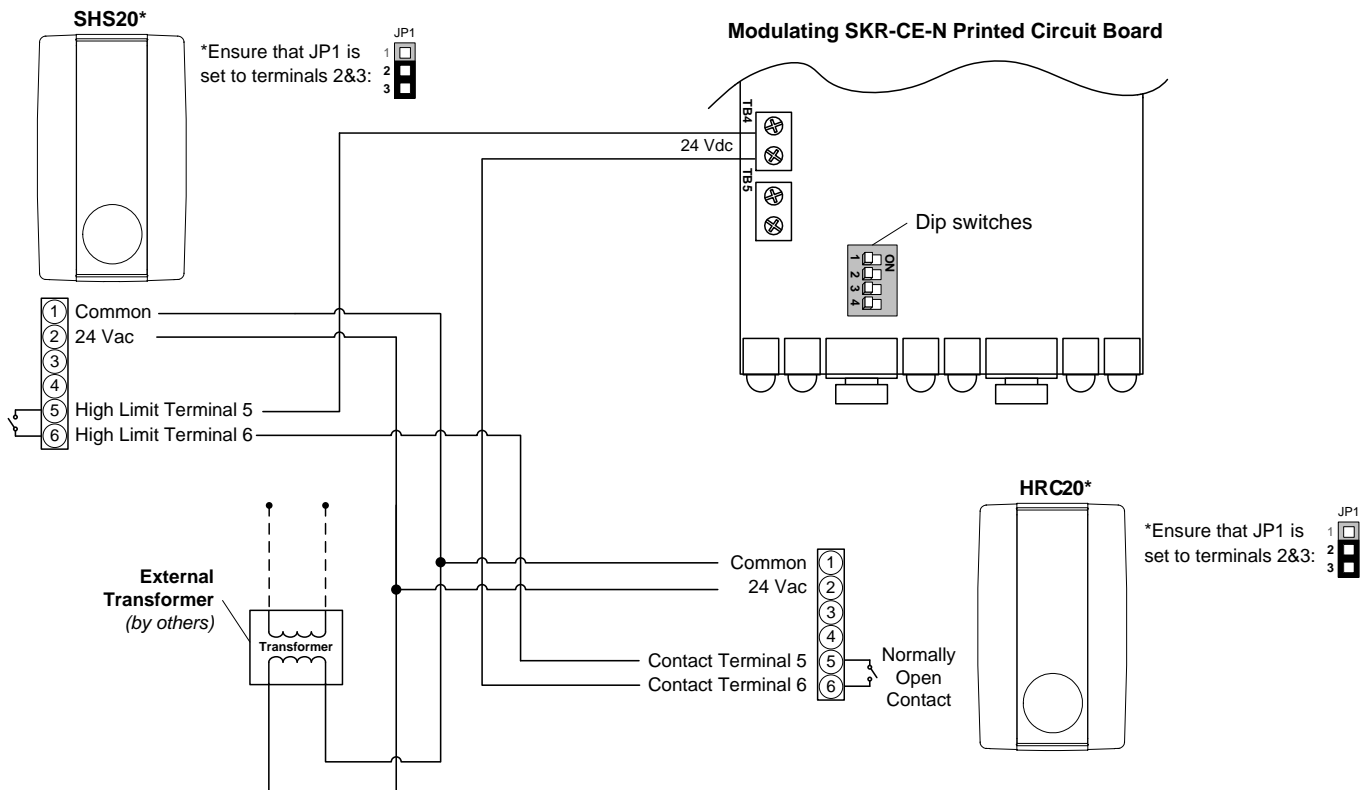 SHS20*
*Ensure that JP1 is
set to terminals 2&3:
JP1
1
2
3
Modulating SKR-CE-N Printed Circuit Board
TB4
24 Vdc
TB5
Dip switches
ON
1
2
3
4
1 Common
2 24 Vac
3
4
5 High Limit Terminal 5
6 High Limit Terminal 6
External
Transformer
(by others)
Transformer
Common 1
24 Vac 2
3
4
Contact Terminal 5 5
Contact Terminal 6 6
Normally
Open
Contact
HRC20*
*Ensure that JP1 is
set to terminals 2&3:
JP1
1
2
3